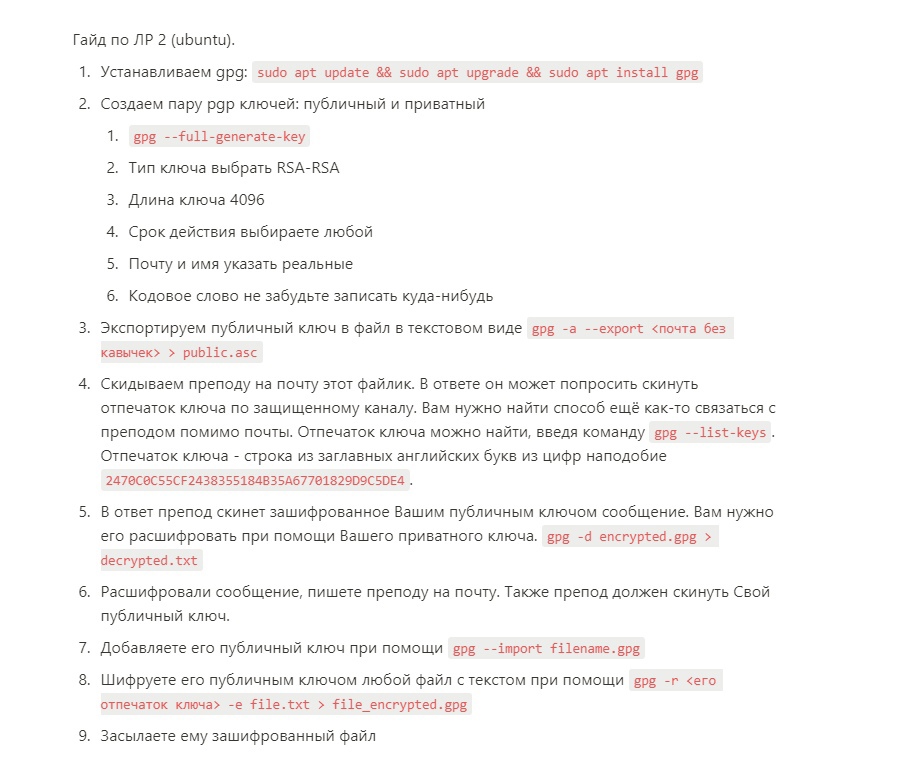 Гайд по ЛР 2 (ubuntu).
1. Устанавливаем gpg: sudo apt update && sudo apt upgrade && sudo apt install gpg
2. Создаем пару pgp ключей: публичный и приватный
1. gpg --full-generate-key
2. Тип ключа выбрать RSA-RSA
3. Длина ключа 4096
4. Срок действия выбираете любой
5. Почту и имя указать реальные
6. Кодовое слово не забудьте записать куда-нибудь
3. Экспортируем публичный ключ в файл в текстовом виде gpg -a --export <почта без
кавычек> > public.asc
4. Скидываем преподу на почту этот файлик. В ответе он может попросить скинуть
отпечаток ключа по защищенному каналу. Вам нужно найти способ ещё как-то связаться с
преподом помимо почты. Отпечаток ключа можно найти, введя команду gpg --list-keys.
Отпечаток ключа - строка из заглавных английских букв из цифр наподобие
2470C0C55CF2438355184B35A67701829D9C5DE4.
5. В ответ препод скинет зашифрованное Вашим публичным ключом сообщение. Вам нужно
его расшифровать при помощи Вашего приватного ключа. gpg -d encrypted.gpg >
decrypted.txt
6. Расшифровали сообщение, пишете преподу на почту. Также препод должен скинуть Свой
публичный ключ.
7. Добавляете его публичный ключ при помощи gpg --import filename.gpg
8. Шифруете его публичным ключом любой файл с текстом при помощи gpg -r <его
отпечаток ключа> -e file.txt > file_encrypted.gpg
9. Засылаете ему зашифрованный файл